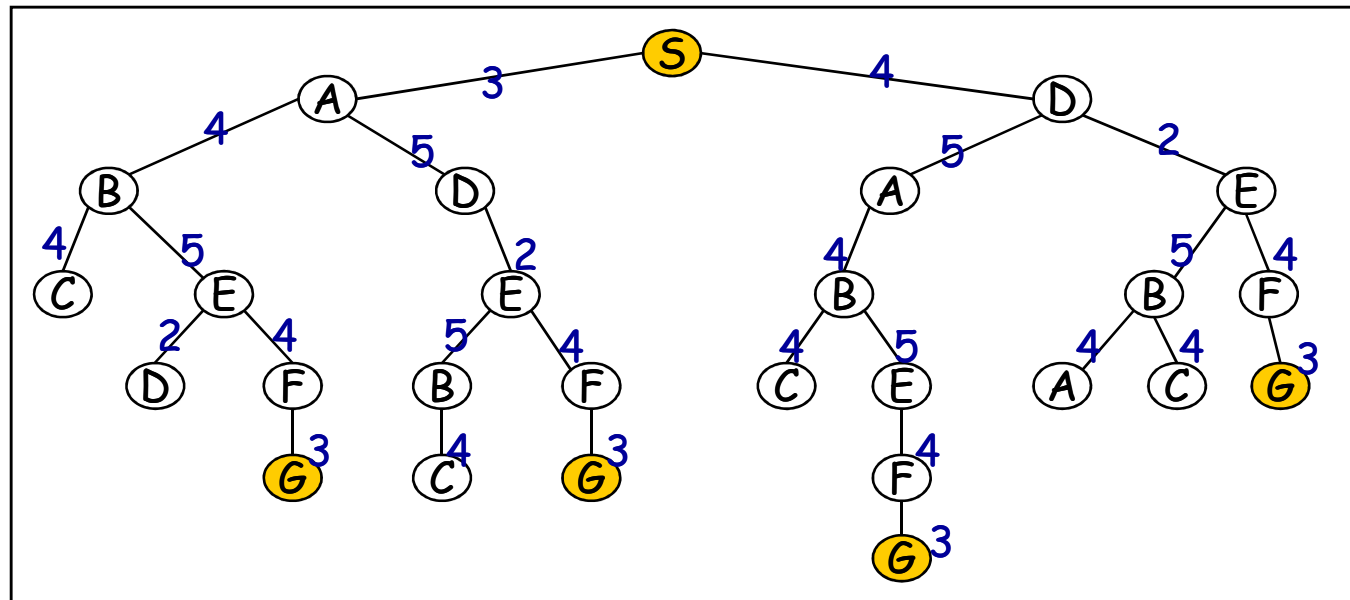 S
3 4
A D
4 5 5 2
B D A E
4 5 2 4 5 4
C E E B B F
2 4 5 4 4 5 4 4 3
D F B F C E A C G
3 4 3 4
G C G F
3
G